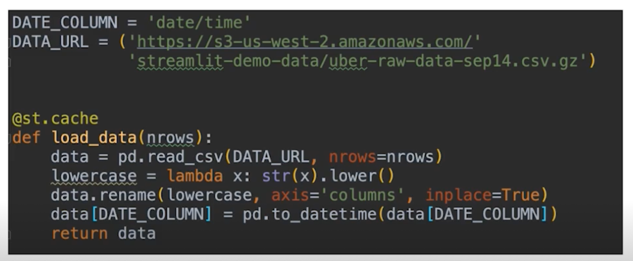 DATE_COLUMN = 'date/time'
DATA_URL = ('https://s3-us-west-2.amazonaws.com/'
            'streamlit-demo-data/uber-raw-data-sep14.csv.gz')
@st.cache
def load_data(nrows):
    data = pd.read_csv(DATA_URL, nrows=nrows)
    lowercase = lambda x: str(x).lower()
    data.rename(lowercase, axis='columns', inplace=True)
    data[DATE_COLUMN] = pd.to_datetime(data[DATE_COLUMN])
    return data